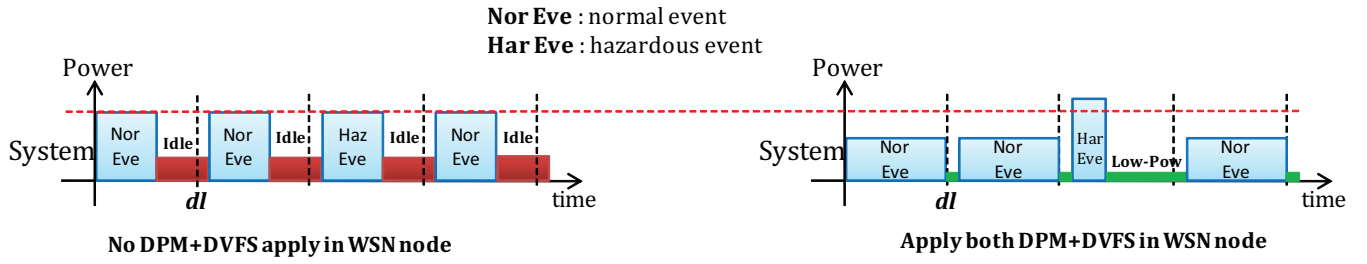 Nor Eve : normal event
Har Eve : hazardous event
Power
System
Nor
Eve
Idle
Nor
Eve
Idle
Haz
Eve
Idle
Nor
Eve
Idle
dl
time
No DPM+DVFS apply in WSN node
Power
System
Nor
Eve
Nor
Eve
Har
Eve
Low-Pow
Nor
Eve
dl
time
Apply both DPM+DVFS in WSN node